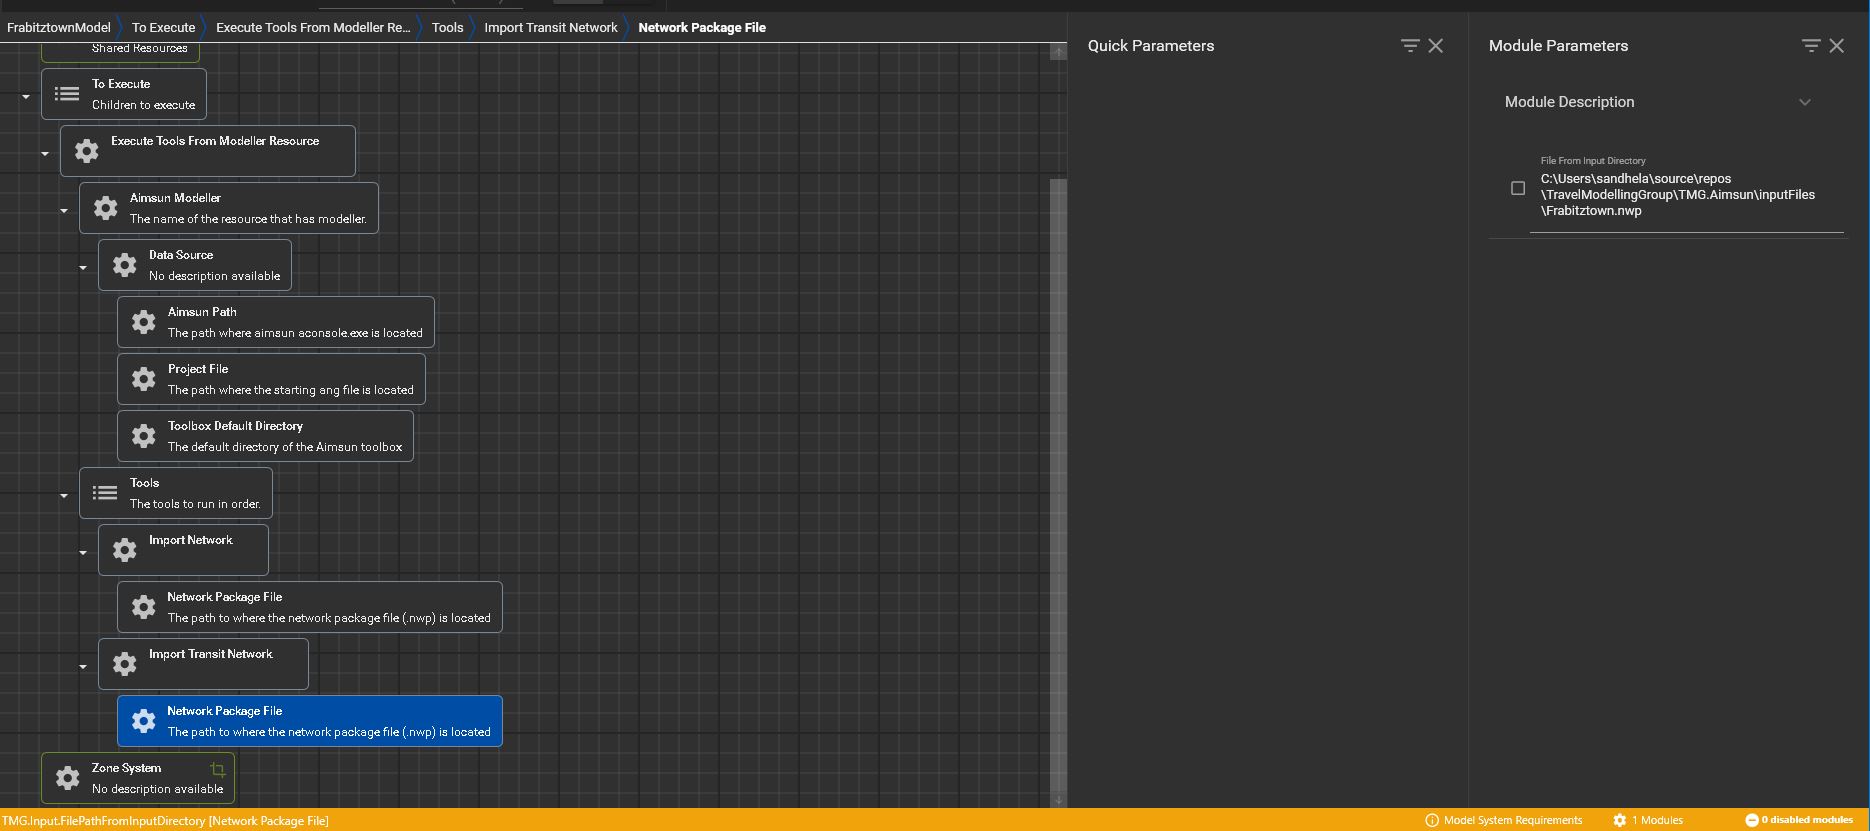 FrabitztownModel
To Execute
Execute Tools From Modeller Re...
Tools
Import Transit Network
Network Package File
Shared Resources
To Execute
Children to execute
Execute Tools From Modeller Resource
Aimsun Modeller
The name of the resource that has modeller.
Data Source
No description available
Aimsun Path
The path where aimsun aconsole.exe is located
Project File
The path where the starting ang file is located
Toolbox Default Directory
The default directory of the Aimsun toolbox
Tools
The tools to run in order.
Import Network
Network Package File
The path to where the network package file (.nwp) is located
Import Transit Network
Network Package File
The path to where the network package file (.nwp) is located
Zone System
No description available
Quick Parameters
Module Parameters
Module Description
File From Input Directory
C:\Users\sandhela\source\repos
\TravelModellingGroup\TMG.Aimsun\inputFiles
\Frabitztown.nwp
TMG.Input.FilePathFromInputDirectory [Network Package File]
Model System Requirements
1 Modules
0 disabled modules